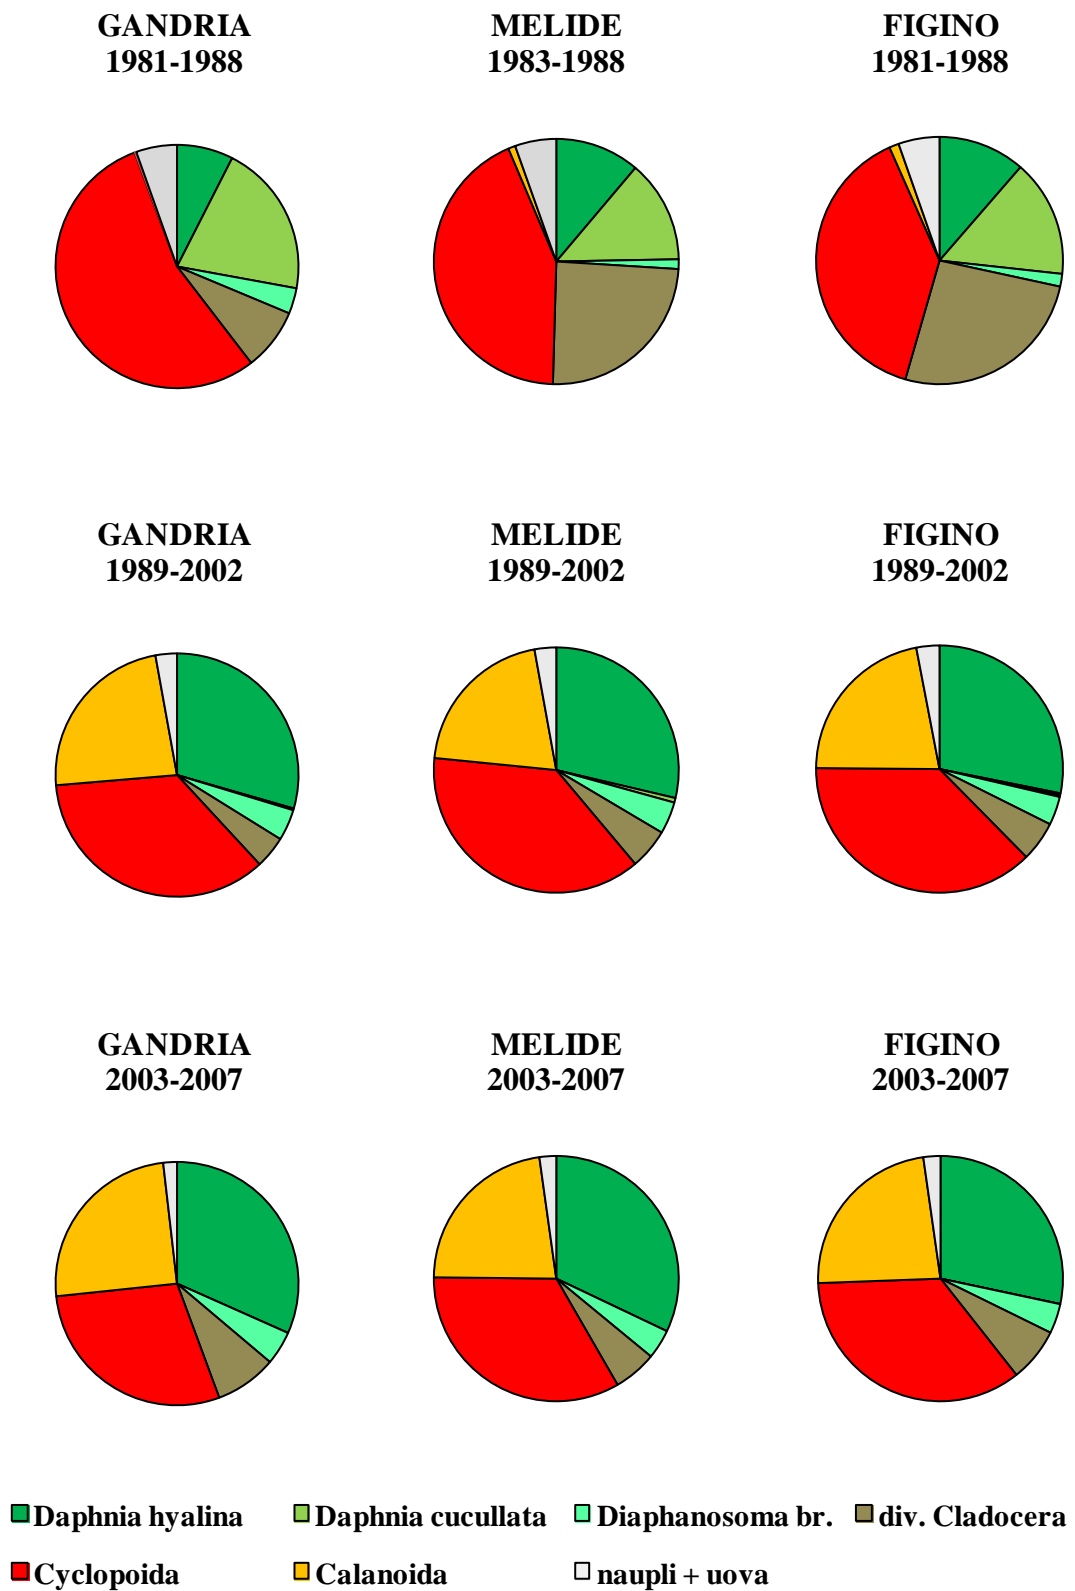 GANDRIA
1981-1988
MELIDE
1983-1988
FIGINO
1981-1988
GANDRIA
1989-2002
MELIDE
1989-2002
FIGINO
1989-2002
GANDRIA
2003-2007
MELIDE
2003-2007
FIGINO
2003-2007
Daphnia hyalina
Daphnia cucullata
Diaphanosoma br.
div. Cladocera
Cyclopoida
Calanoida
naupli + uova